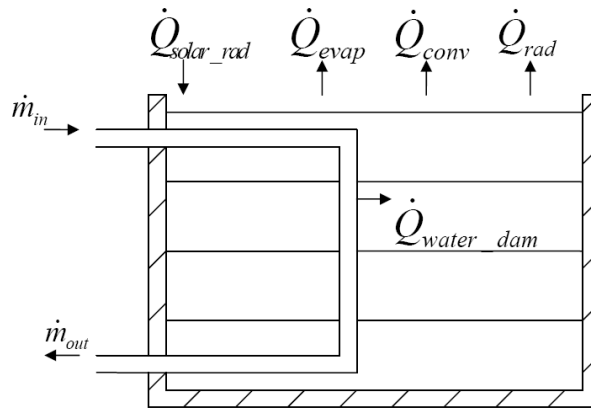 Q̇solar_rad Q̇evap Q̇conv Q̇rad
ṁin
Q̇water_dam
ṁout